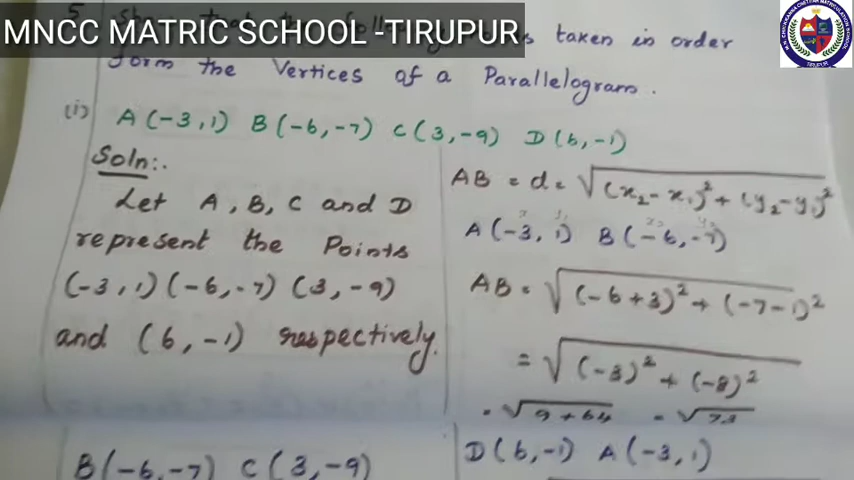 MNCC MATRIC SCHOOL -TIRUPUR
taken in order
form the Vertices of a Parallelogram.
(i) A(-3,1) B(-6,-7) C(3,-9) D(6,-1)
Soln:-
Let A, B, C and D
represent the Points
(-3,1)(-6,-7) (3,-9)
and (6,-1) respectively.
AB = d = √(x₂-x₁)²+(y₂-y₁)²
A(-3,1) B(-6,-7)
AB = √(-6+3)²+(-7-1)²
= √(-3)²+(-8)²
= √9+64 = √73
B(-6,-7) C(3,-9)
D(6,-1) A(-3,1)